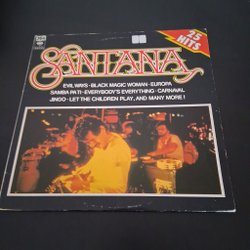 SANTANA
25
HITS
EVIL WAYS • BLACK MAGIC WOMAN • EUROPA
SAMBA PA TI • EVERYBODY'S EVERYTHING • CARNAVAL
JINGO • LET THE CHILDREN PLAY, AND MANY MORE!